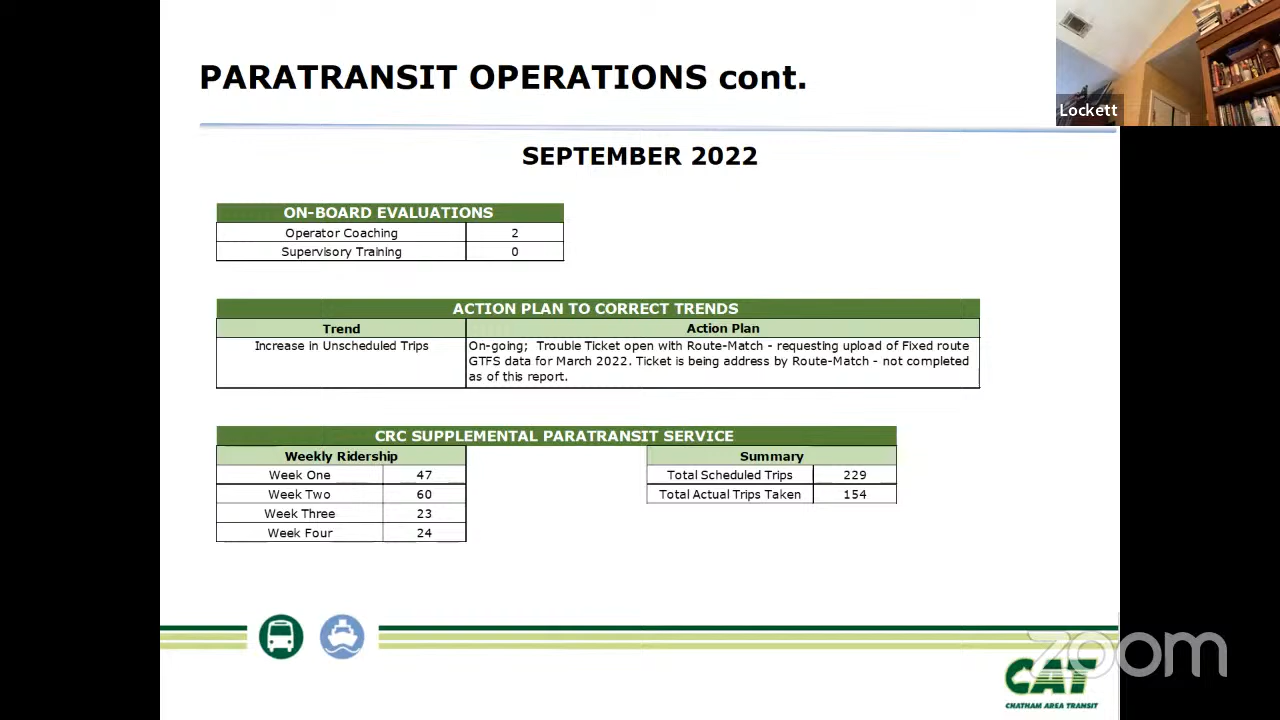 PARATRANSIT OPERATIONS cont.
Lockett
SEPTEMBER 2022
ON-BOARD EVALUATIONS
Operator Coaching 2
Supervisory Training 0
ACTION PLAN TO CORRECT TRENDS
Trend Action Plan
Increase in Unscheduled Trips On-going; Trouble Ticket open with Route-Match - requesting upload of Fixed route
GTFS data for March 2022. Ticket is being address by Route-Match - not completed
as of this report.
CRC SUPPLEMENTAL PARATRANSIT SERVICE
Weekly Ridership Summary
Week One 47 Total Scheduled Trips 229
Week Two 60 Total Actual Trips Taken 154
Week Three 23
Week Four 24
zoom
CAT
CHATHAM AREA TRANSIT